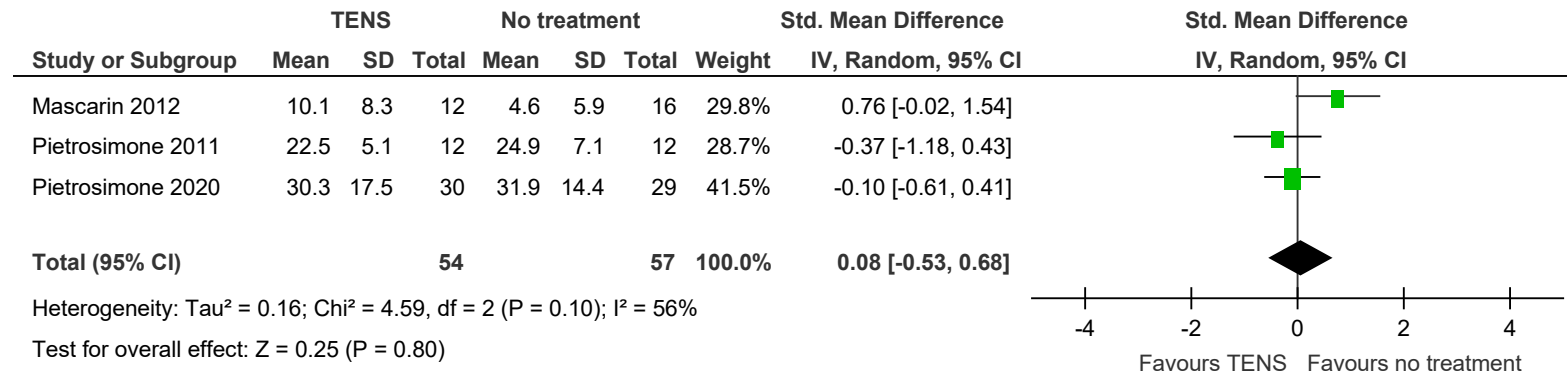 TENS No treatment Std. Mean Difference Std. Mean Difference
Study or Subgroup Mean SD Total Mean SD Total Weight IV, Random, 95% CI IV, Random, 95% CI
Mascarin 2012 10.1 8.3 12 4.6 5.9 16 29.8% 0.76 [-0.02, 1.54]
Pietrosimone 2011 22.5 5.1 12 24.9 7.1 12 28.7% -0.37 [-1.18, 0.43]
Pietrosimone 2020 30.3 17.5 30 31.9 14.4 29 41.5% -0.10 [-0.61, 0.41]
Total (95% CI) 54 57 100.0% 0.08 [-0.53, 0.68]
Heterogeneity: Tau² = 0.16; Chi² = 4.59, df = 2 (P = 0.10); I² = 56%
Test for overall effect: Z = 0.25 (P = 0.80)
-4 -2 0 2 4
Favours TENS Favours no treatment